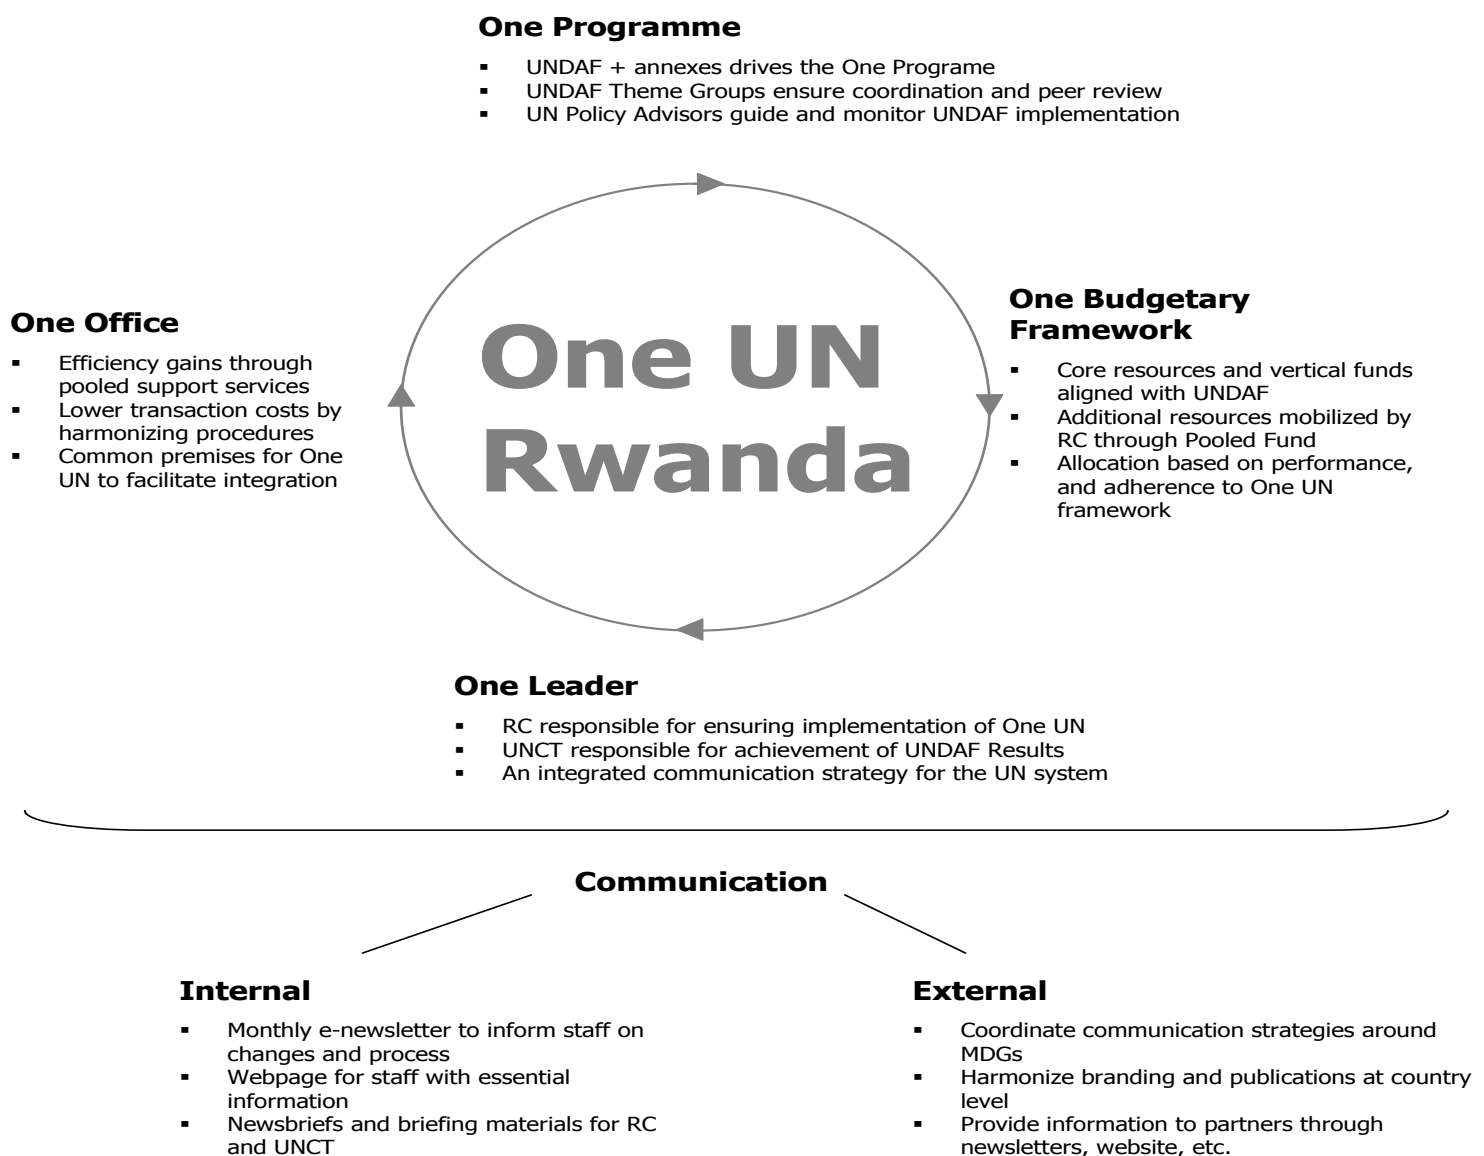 One Programme
▪ UNDAF + annexes drives the One Programe
▪ UNDAF Theme Groups ensure coordination and peer review
▪ UN Policy Advisors guide and monitor UNDAF implementation
One Office
▪ Efficiency gains through
pooled support services
▪ Lower transaction costs by
harmonizing procedures
▪ Common premises for One
UN to facilitate integration
One UN
Rwanda
One Budgetary
Framework
▪ Core resources and vertical funds
aligned with UNDAF
▪ Additional resources mobilized by
RC through Pooled Fund
▪ Allocation based on performance,
and adherence to One UN
framework
One Leader
▪ RC responsible for ensuring implementation of One UN
▪ UNCT responsible for achievement of UNDAF Results
▪ An integrated communication strategy for the UN system
Communication
Internal
▪ Monthly e-newsletter to inform staff on
changes and process
▪ Webpage for staff with essential
information
▪ Newsbriefs and briefing materials for RC
and UNCT
External
▪ Coordinate communication strategies around
MDGs
▪ Harmonize branding and publications at country
level
▪ Provide information to partners through
newsletters, website, etc.